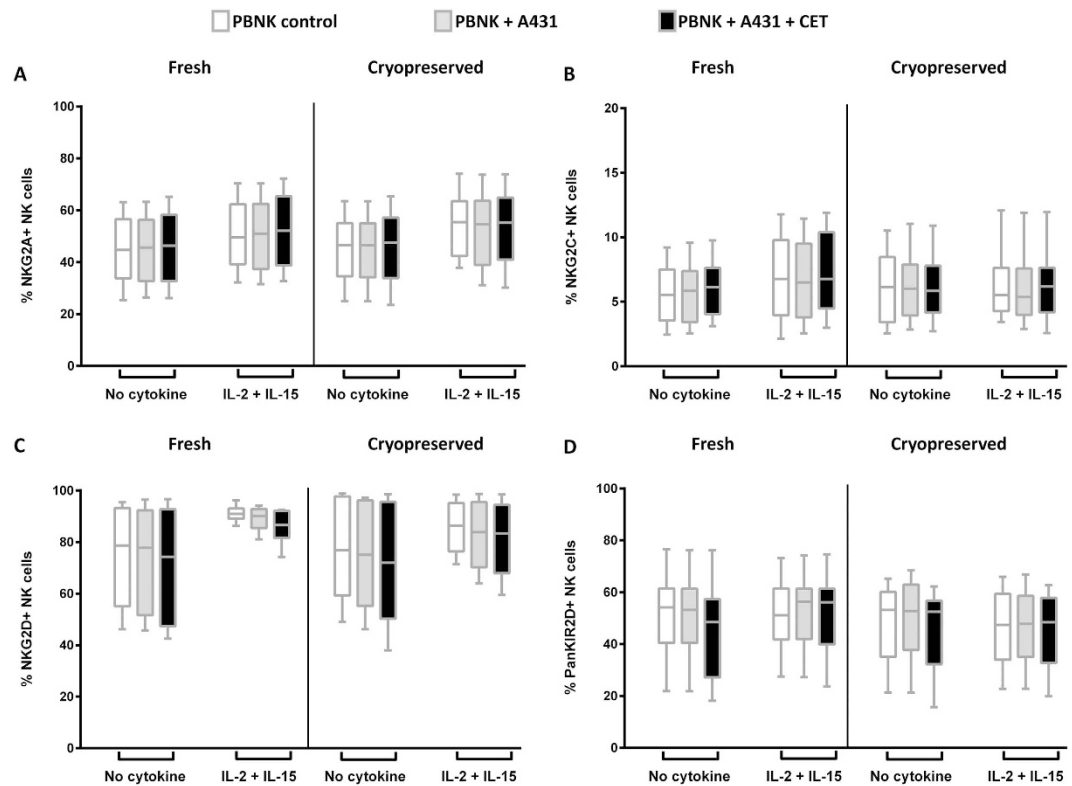 PBNK control PBNK + A431 PBNK + A431 + CET
A Fresh Cryopreserved
% NKG2A+ NK cells
100
80
60
40
20
0
No cytokine IL-2 + IL-15 No cytokine IL-2 + IL-15
B Fresh Cryopreserved
% NKG2C+ NK cells
20
15
10
5
0
No cytokine IL-2 + IL-15 No cytokine IL-2 + IL-15
C Fresh Cryopreserved
% NKG2D+ NK cells
100
80
60
40
20
0
No cytokine IL-2 + IL-15 No cytokine IL-2 + IL-15
D Fresh Cryopreserved
% PanKIR2D+ NK cells
100
80
60
40
20
0
No cytokine IL-2 + IL-15 No cytokine IL-2 + IL-15